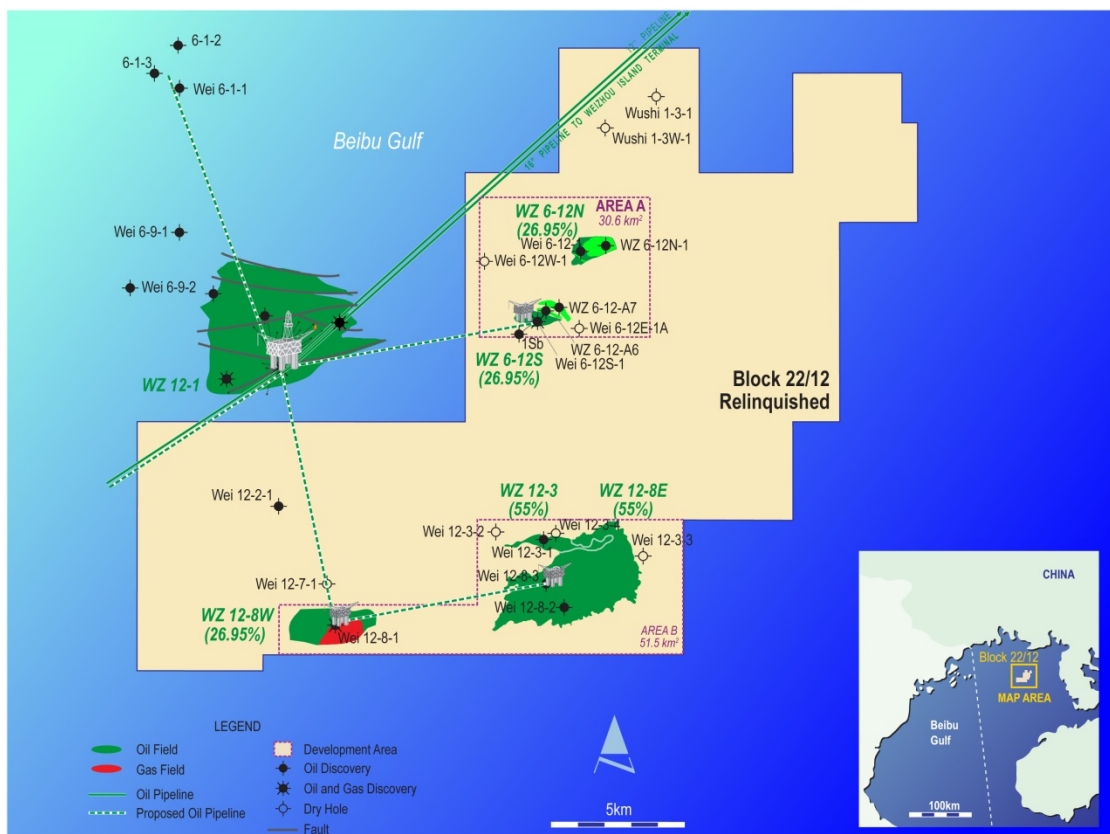 6-1-2
6-1-3
Wei 6-1-1
12" PIPELINE
16" PIPELINE TO WEIZHOU ISLAND TERMINAL
Beibu Gulf
Wushi 1-3-1
Wushi 1-3W-1
AREA A
30.6 km²
WZ 6-12N
(26.95%)
Wei 6-12-1
WZ 6-12N-1
Wei 6-12W-1
Wei 6-9-1
Wei 6-9-2
WZ 6-12-A7
Wei 6-12E-1A
1Sb
WZ 6-12-A6
Wei 6-12S-1
WZ 6-12S
(26.95%)
WZ 12-1
Block 22/12
Relinquished
Wei 12-2-1
WZ 12-3
(55%)
WZ 12-8E
(55%)
Wei 12-3-2
Wei 12-3-4
Wei 12-3-3
Wei 12-3-1
Wei 12-7-1
Wei 12-8-3
Wei 12-8-2
WZ 12-8W
(26.95%)
Wei 12-8-1
AREA B
51.5 km²
LEGEND
Oil Field
Gas Field
Oil Pipeline
Proposed Oil Pipeline
Development Area
Oil Discovery
Oil and Gas Discovery
Dry Hole
Fault
5km
CHINA
Block 22/12
MAP AREA
Beibu
Gulf
100km